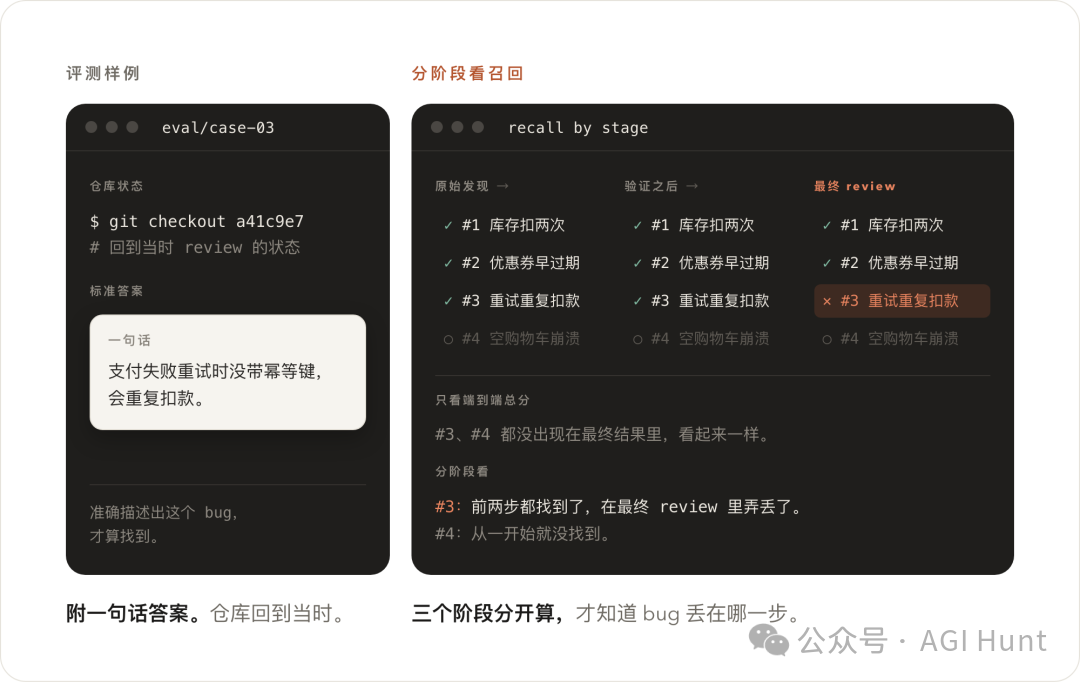 评测样例
eval/case-03
仓库状态
$ git checkout a41c9e7
# 回到当时 review 的状态
标准答案
一句话
支付失败重试时没带幂等键，
会重复扣款。
准确描述出这个 bug，
才算找到。
附一句话答案。仓库回到当时。
分阶段看召回
recall by stage
原始发现 → 验证之后 → 最终 review
✓ #1 库存扣两次 ✓ #1 库存扣两次 ✓ #1 库存扣两次
✓ #2 优惠券早过期 ✓ #2 优惠券早过期 ✓ #2 优惠券早过期
✓ #3 重试重复扣款 ✓ #3 重试重复扣款 × #3 重试重复扣款
○ #4 空购物车崩溃 ○ #4 空购物车崩溃 ○ #4 空购物车崩溃
只看端到端总分
#3、#4 都没出现在最终结果里，看起来一样。
分阶段看
#3：前两步都找到了，在最终 review 里弄丢了。
#4：从一开始就没找到。
三个阶段分开算，才知道 bug 丢在哪一步。
公众号 · AGI Hunt